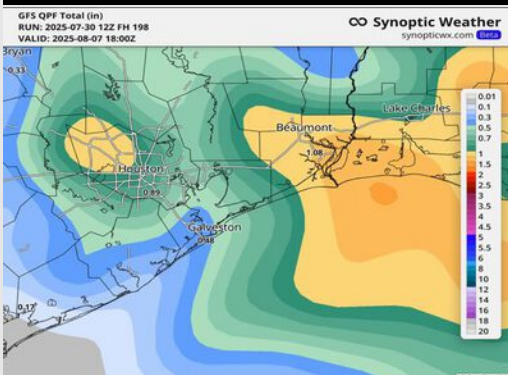 GFS QPF Total (in)
RUN: 2025-07-30 12Z FH 198
VALID: 2025-08-07 18:00Z
Synoptic Weather
synopticwx.com Beta
Bryan
0.33
Lake Charles
Beaumont
1.08
Houston
0.89
Galveston
0.48
0.17
0.01
0.1
0.3
0.5
0.7
1
1.5
2
2.5
3
3.5
4
4.5
5
5.5
6
8
10
12
14
16
18
20